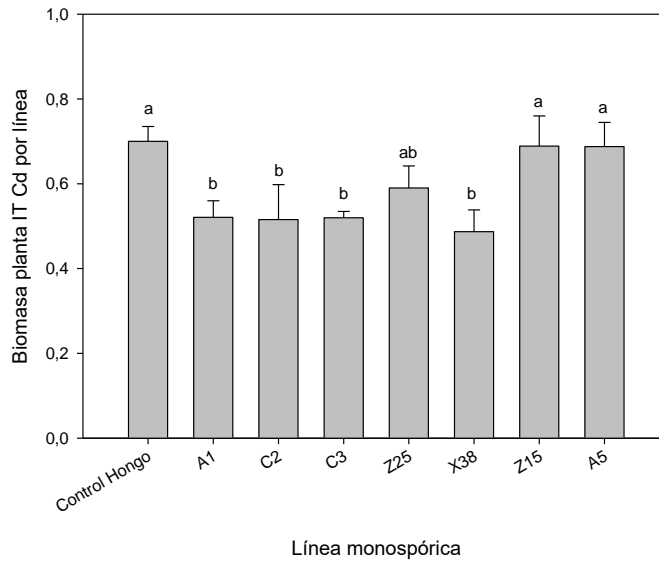 Biomasa planta IT Cd por línea
1,0
0,8
0,6
0,4
0,2
0,0
a
b
b
b
ab
b
a
a
Control Hongo
A1
C2
C3
Z25
X38
Z15
A5
Línea monospórica